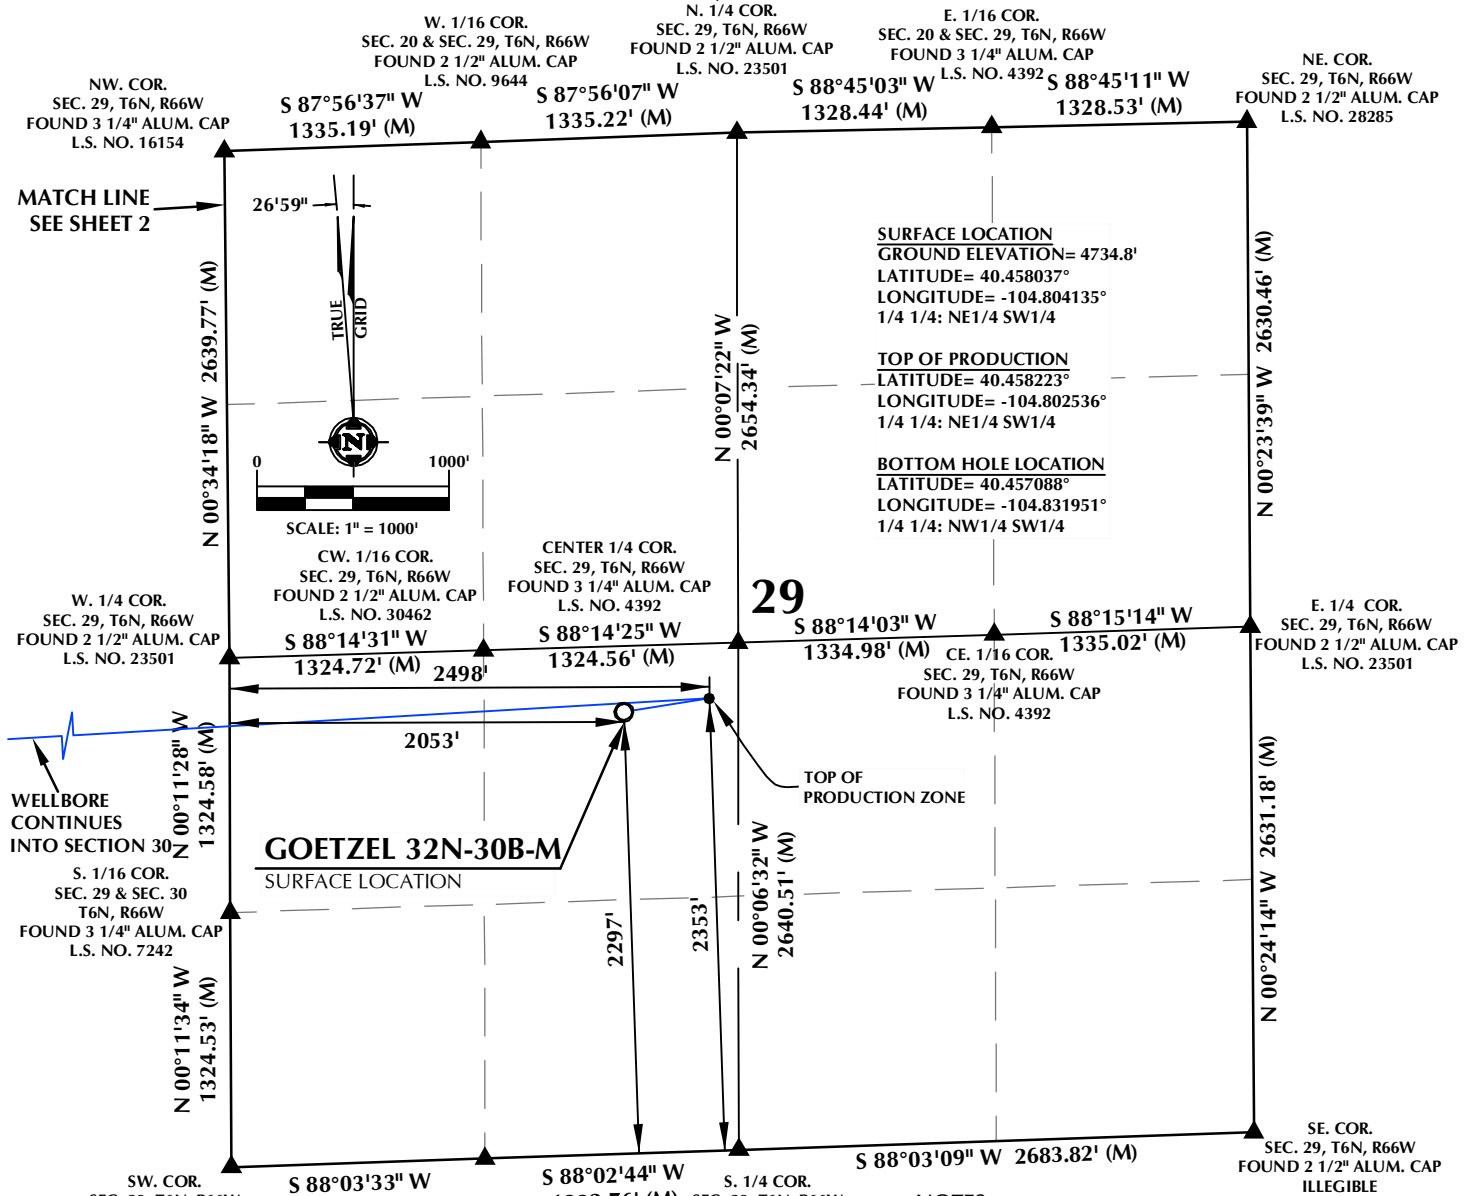 W. 1/16 COR.
SEC. 20 & SEC. 29, T6N, R66W
FOUND 2 1/2" ALUM. CAP
L.S. NO. 9644
N. 1/4 COR.
SEC. 29, T6N, R66W
FOUND 2 1/2" ALUM. CAP
L.S. NO. 23501
E. 1/16 COR.
SEC. 20 & SEC. 29, T6N, R66W
FOUND 3 1/4" ALUM. CAP
L.S. NO. 4392
NE. COR.
SEC. 29, T6N, R66W
FOUND 2 1/2" ALUM. CAP
L.S. NO. 28285
NW. COR.
SEC. 29, T6N, R66W
FOUND 3 1/4" ALUM. CAP
L.S. NO. 16154
S 87°56'37" W
1335.19' (M)
S 87°56'07" W
1335.22' (M)
S 88°45'03" W
1328.44' (M)
S 88°45'11" W
1328.53' (M)
MATCH LINE
SEE SHEET 2
26'59"
TRUE
GRID
N
0 1000'
SCALE: 1" = 1000'
N 00°34'18" W 2639.77' (M)
N 00°07'22" W
2654.34' (M)
N 00°23'39" W 2630.46' (M)
SURFACE LOCATION
GROUND ELEVATION= 4734.8'
LATITUDE= 40.458037°
LONGITUDE= -104.804135°
1/4 1/4: NE1/4 SW1/4
TOP OF PRODUCTION
LATITUDE= 40.458223°
LONGITUDE= -104.802536°
1/4 1/4: NE1/4 SW1/4
BOTTOM HOLE LOCATION
LATITUDE= 40.457088°
LONGITUDE= -104.831951°
1/4 1/4: NW1/4 SW1/4
CW. 1/16 COR.
SEC. 29, T6N, R66W
FOUND 2 1/2" ALUM. CAP
L.S. NO. 30462
CENTER 1/4 COR.
SEC. 29, T6N, R66W
FOUND 3 1/4" ALUM. CAP
L.S. NO. 4392
29
W. 1/4 COR.
SEC. 29, T6N, R66W
FOUND 2 1/2" ALUM. CAP
L.S. NO. 23501
E. 1/4 COR.
SEC. 29, T6N, R66W
FOUND 2 1/2" ALUM. CAP
L.S. NO. 23501
S 88°14'31" W
1324.72' (M)
S 88°14'25" W
1324.56' (M)
S 88°14'03" W
1334.98' (M)
S 88°15'14" W
1335.02' (M)
CE. 1/16 COR.
SEC. 29, T6N, R66W
FOUND 3 1/4" ALUM. CAP
L.S. NO. 4392
2498'
2053'
N 00°11'28" W
1324.58' (M)
WELLBORE
CONTINUES
INTO SECTION 30
TOP OF
PRODUCTION ZONE
GOETZEL 32N-30B-M
SURFACE LOCATION
S. 1/16 COR.
SEC. 29 & SEC. 30
T6N, R66W
FOUND 3 1/4" ALUM. CAP
L.S. NO. 7242
2297'
2353'
N 00°06'32" W
2640.51' (M)
N 00°24'14" W 2631.18' (M)
N 00°11'34" W
1324.53' (M)
SW. COR.
S 88°03'33" W
S 88°02'44" W
S. 1/4 COR.
S 88°03'09" W 2683.82' (M)
SE. COR.
SEC. 29, T6N, R66W
FOUND 2 1/2" ALUM. CAP
ILLEGIBLE